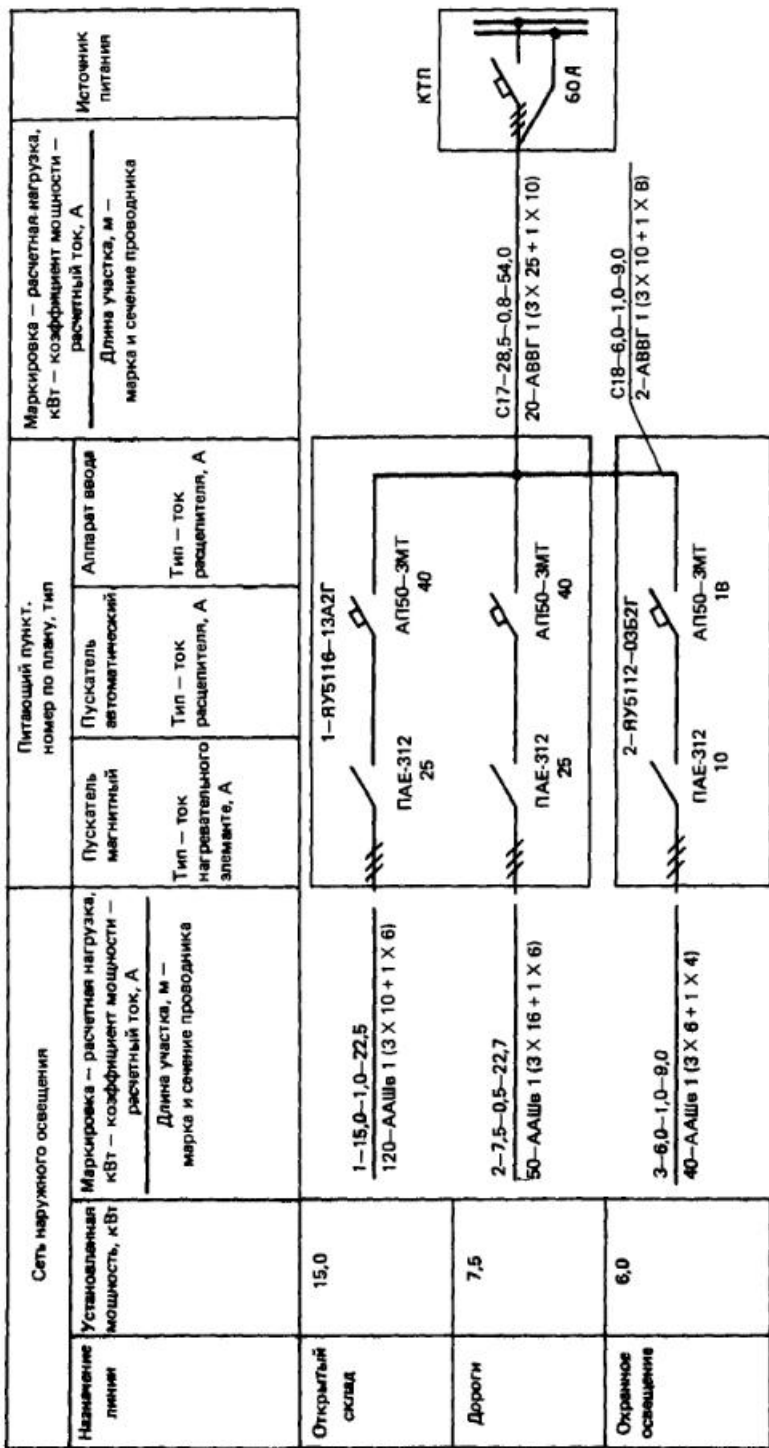 Сеть наружного освещения
Питающий пункт.
номер по плану, тип
Маркировка — расчетная нагрузка,
кВт — коэффициент мощности —
расчетный ток, А
Длина участка, м —
марка и сечение проводника
Источник
питания
Назначение
линии
Установленная
мощность, кВт
Маркировка — расчетная нагрузка,
кВт — коэффициент мощности —
расчетный ток, А
Длина участка, м —
марка и сечение проводника
Пускатель
магнитный
Тип — ток
нагревательного
элеманте, А
Пускатель
автоматический
Тип — ток
расцепителя, А
Аппарат ввода
Тип — ток
расцепителя, А
Открытый
склад
15,0
1—15,0—1,0—22,5
120—ААШв 1 (3 X 10 + 1 X 6)
1—ЯУ5116—13А2Г
ПАЕ-312
25
АП50—3МТ
40
Дороги
7,5
2—7,5—0,5—22,7
50—ААШв 1 (3 X 16 + 1 X 6)
ПАЕ-312
25
АП50—3МТ
40
С17—28,5—0,8—54,0
20—АВВГ 1 (3 X 25 + 1 X 10)
КТП
60 А
Охранное
освещение
6,0
3—6,0—1,0—9,0
40—ААШв 1 (3 X 6 + 1 X 4)
2—ЯУ5112—03Б2Г
ПАЕ-312
10
АП50—3МТ
1В
С18—6,0—1,0—9,0
2—АВВГ 1 (3 X 10 + 1 X В)